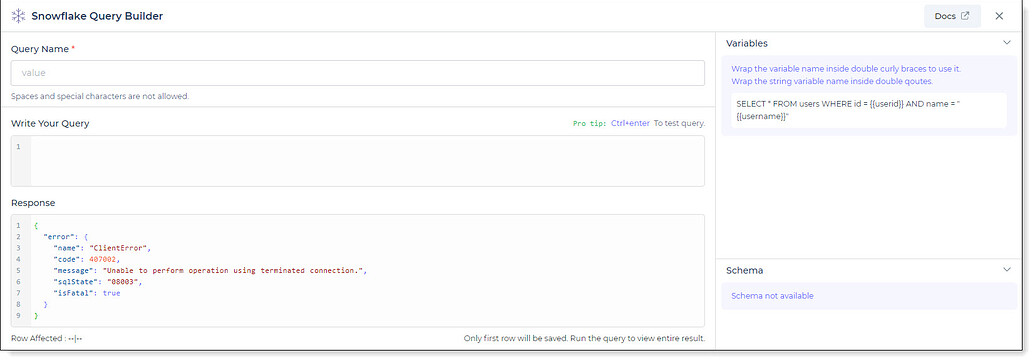 Snowflake Query Builder
Docs
Query Name *
value
Spaces and special characters are not allowed.
Write Your Query
Pro tip: Ctrl+enter To test query.
1
Response
1 {
2 "error": {
3 "name": "ClientError",
4 "code": 407002,
5 "message": "Unable to perform operation using terminated connection.",
6 "sqlState": "08003",
7 "isFatal": true
8 }
9 }
Row Affected : --|--
Only first row will be saved. Run the query to view entire result.
Variables
Wrap the variable name inside double curly braces to use it.
Wrap the string variable name inside double qoutes.
SELECT * FROM users WHERE id = {{userid}} AND name = "
{{username}}"
Schema
Schema not available